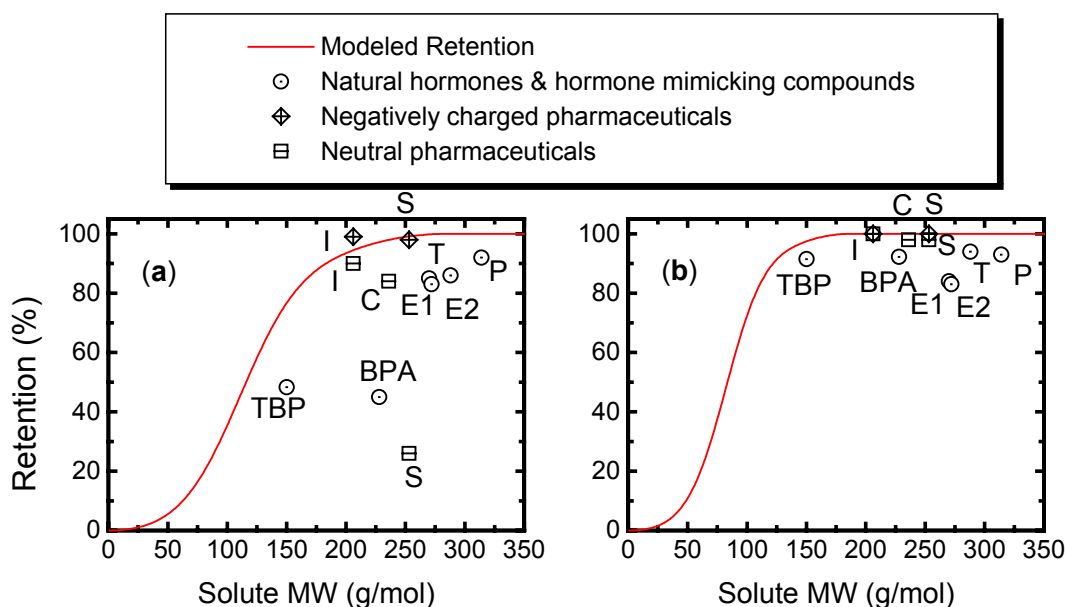 Modeled Retention
Natural hormones & hormone mimicking compounds
Negatively charged pharmaceuticals
Neutral pharmaceuticals
Retention (%)
100
80
60
40
20
0
(a)
S
I
I
C
T
E1
E2
P
TBP
BPA
S
0 50 100 150 200 250 300 350
Solute MW (g/mol)
100
80
60
40
20
0
(b)
C S
I
S
TBP
BPA
E1
E2
T
P
0 50 100 150 200 250 300 350
Solute MW (g/mol)